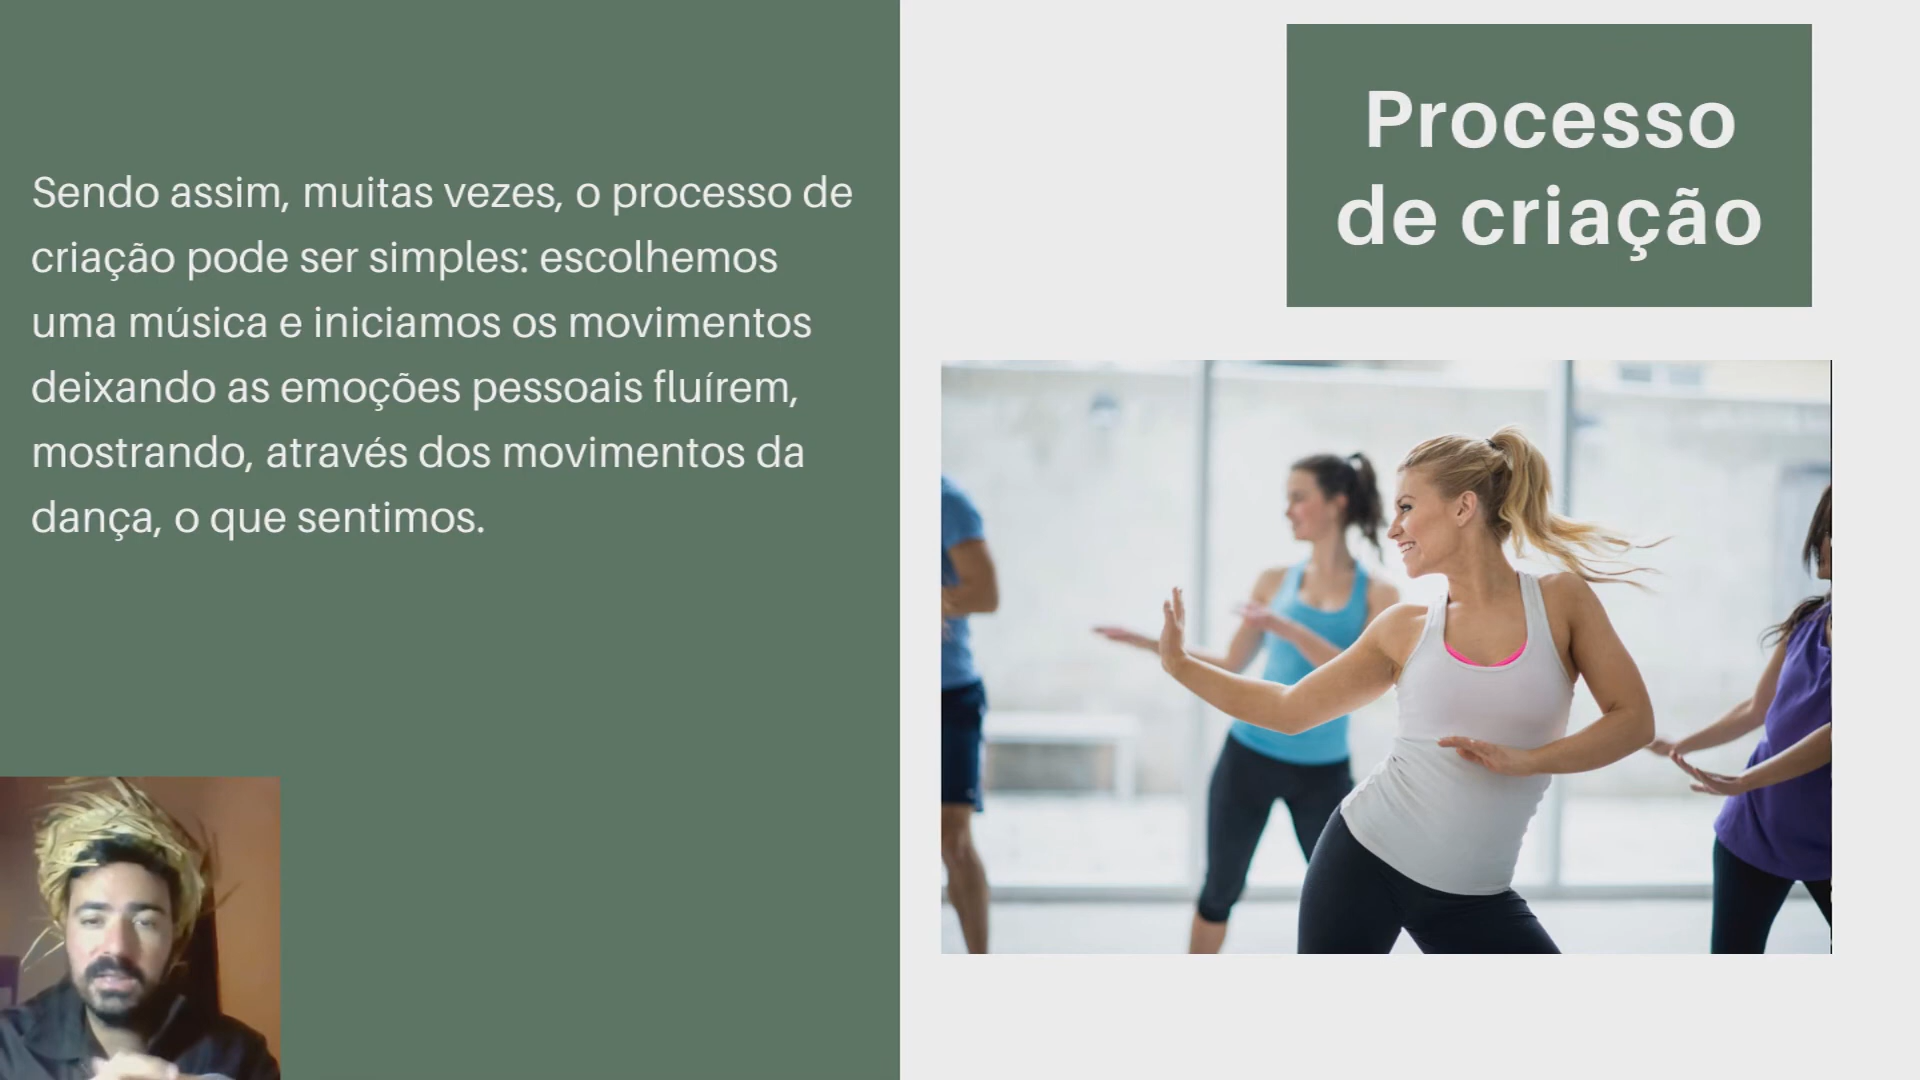 Processo
de criação
Sendo assim, muitas vezes, o processo de
criação pode ser simples: escolhemos
uma música e iniciamos os movimentos
deixando as emoções pessoais fluírem,
mostrando, através dos movimentos da
dança, o que sentimos.